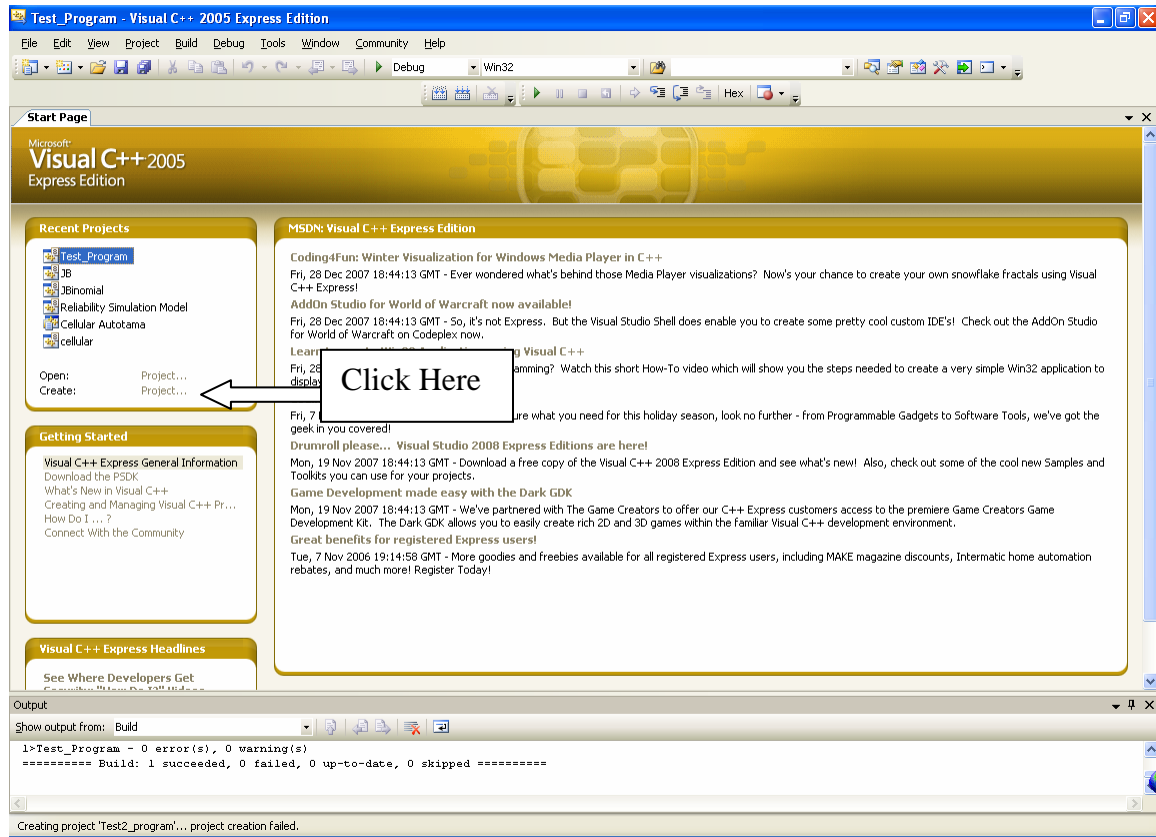 Test_Program - Visual C++ 2005 Express Edition
File Edit View Project Build Debug Tools Window Community Help
Debug Win32
Hex
Start Page
Microsoft
Visual C++ 2005
Express Edition
Recent Projects
Test_Program
JB
JBinomial
Reliability Simulation Model
Cellular Autotama
cellular
Open: Project...
Create: Project...
Getting Started
Visual C++ Express General Information
Download the PSDK
What's New in Visual C++
Creating and Managing Visual C++ Pr...
How Do I ... ?
Connect With the Community
Visual C++ Express Headlines
See Where Developers Get
MSDN: Visual C++ Express Edition
Coding4Fun: Winter Visualization for Windows Media Player in C++
Fri, 28 Dec 2007 18:44:13 GMT - Ever wondered what's behind those Media Player visualizations? Now's your chance to create your own snowflake fractals using Visual
C++ Express!
AddOn Studio for World of Warcraft now available!
Fri, 28 Dec 2007 18:44:13 GMT - So, it's not Express. But the Visual Studio Shell does enable you to create some pretty cool custom IDE's! Check out the AddOn Studio
for World of Warcraft on Codeplex now.
Learn Visual C++
Fri, 28 Watch this short How-To video which will show you the steps needed to create a very simple Win32 application to
Click Here
Fri, 7 what you need for this holiday season, look no further - from Programmable Gadgets to Software Tools, we've got the
geek in you covered!
Drumroll please... Visual Studio 2008 Express Editions are here!
Mon, 19 Nov 2007 18:44:13 GMT - Download a free copy of the Visual C++ 2008 Express Edition and see what's new! Also, check out some of the cool new Samples and
Toolkits you can use for your projects.
Game Development made easy with the Dark GDK
Mon, 19 Nov 2007 18:44:13 GMT - We've partnered with The Game Creators to offer our C++ Express customers access to the premiere Game Creators Game
Development Kit. The Dark GDK allows you to easily create rich 2D and 3D games within the familiar Visual C++ development environment.
Great benefits for registered Express users!
Tue, 7 Nov 2006 19:14:58 GMT - More goodies and freebies available for all registered Express users, including MAKE magazine discounts, Intermatic home automation
rebates, and much more! Register Today!
Output
Show output from: Build
1>Test_Program - 0 error(s), 0 warning(s)
========== Build: 1 succeeded, 0 failed, 0 up-to-date, 0 skipped ==========
Creating project 'Test2_program'... project creation failed.